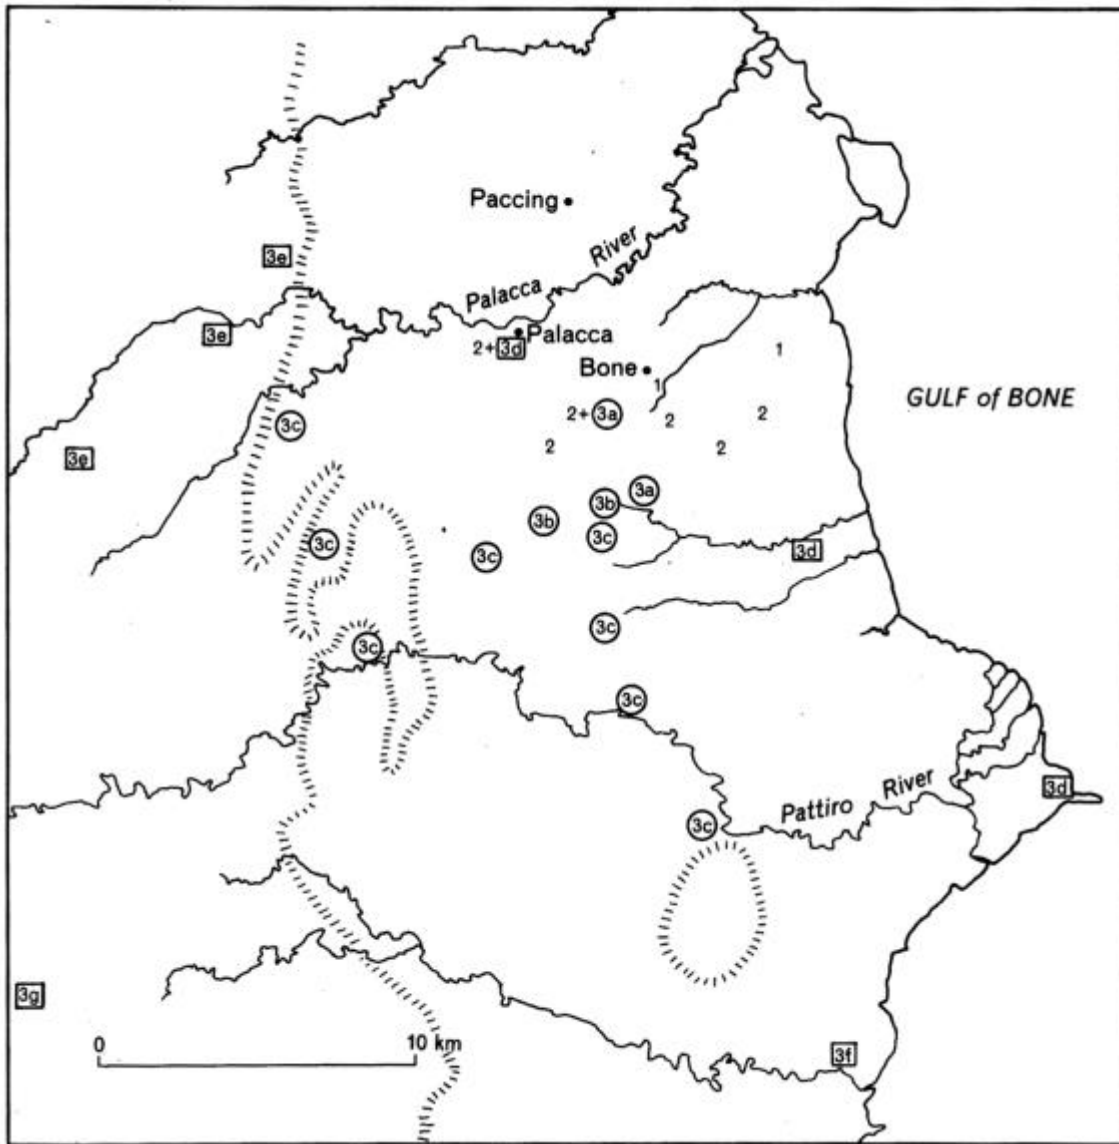 Paccing
River
3e
Palacca
3e
Palacca
2+ 3d
1
Bone
1
GULF of BONE
2+ 3a
2
2
3c
2
2
3e
3a
3b
3b
3c
3c
3d
3c
3c
3c
3c
River
3d
Pattiro
3c
3g
0
10 km
3f